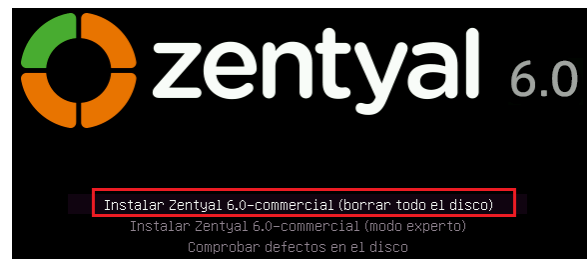 zentyal 6.0
Instalar Zentyal 6.0-commercial (borrar todo el disco)
Instalar Zentyal 6.0-commercial (modo experto)
Comprobar defectos en el disco